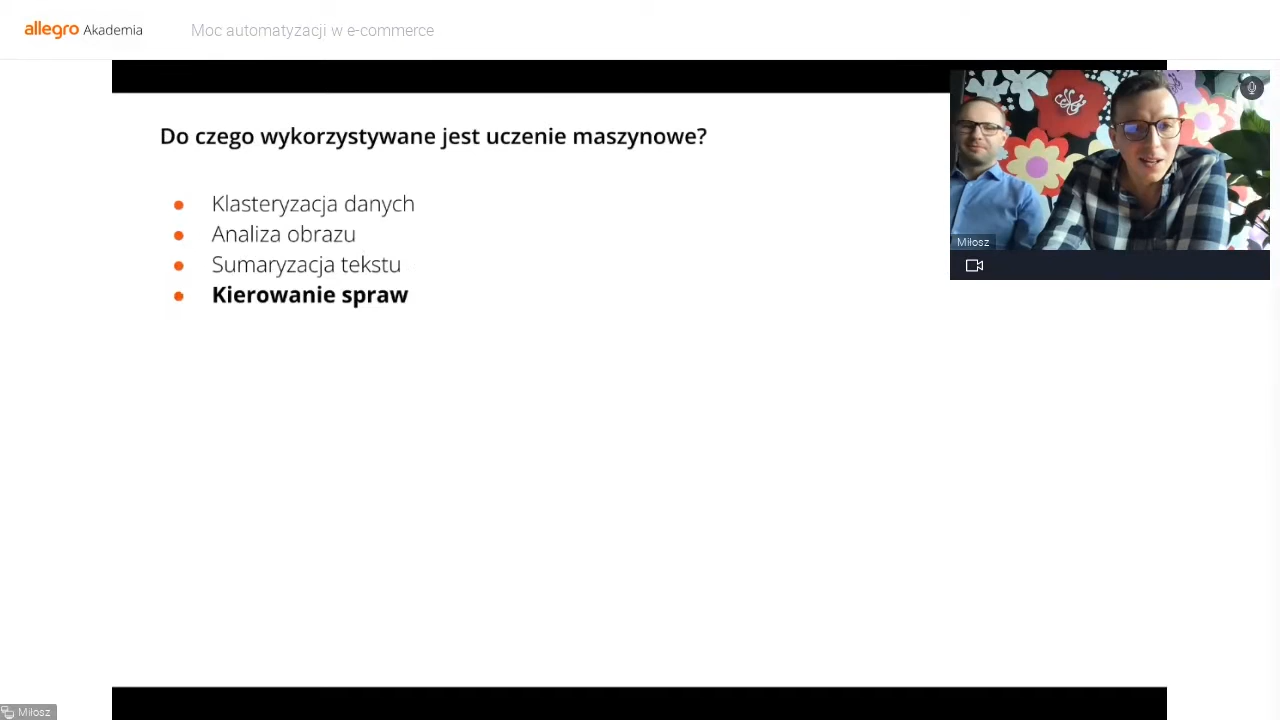 allegro Akademia
Moc automatyzacji w e-commerce
Do czego wykorzystywane jest uczenie maszynowe?
Klasteryzacja danych
Analiza obrazu
Sumaryzacja tekstu
Kierowanie spraw
Miłosz
Miłosz